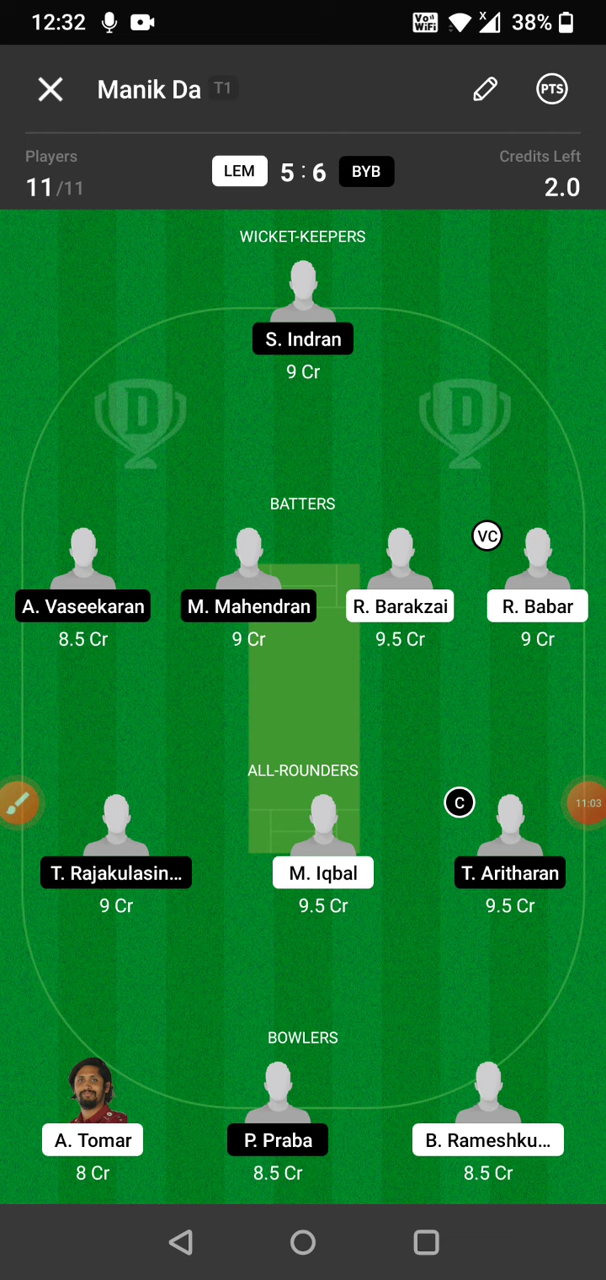 12:32
Vo WiFi
x
38%
Manik Da T1
PTS
Players
Credits Left
11/11
LEM 5 : 6 BYB
2.0
WICKET-KEEPERS
S. Indran
9 Cr
D D
BATTERS
VC
A. Vaseekaran M. Mahendran R. Barakzai R. Babar
8.5 Cr 9 Cr 9.5 Cr 9 Cr
ALL-ROUNDERS
C
11:03
T. Rajakulasin... M. Iqbal T. Aritharan
9 Cr 9.5 Cr 9.5 Cr
BOWLERS
A. Tomar P. Praba B. Rameshku...
8 Cr 8.5 Cr 8.5 Cr